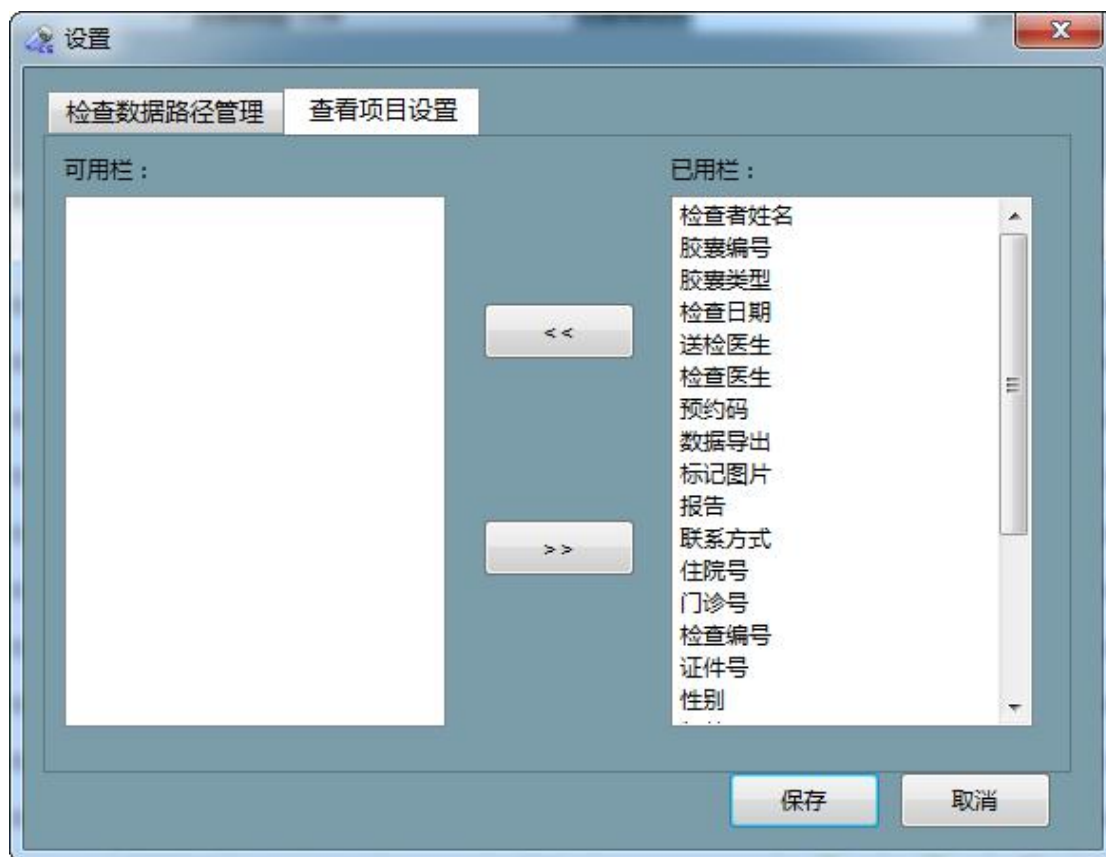 设置
检查数据路径管理 查看项目设置
可用栏：
已用栏：
检查者姓名
胶囊编号
胶囊类型
检查日期
送检医生
检查医生
预约码
数据导出
标记图片
报告
联系方式
住院号
门诊号
检查编号
证件号
性别
<<
>>
保存 取消